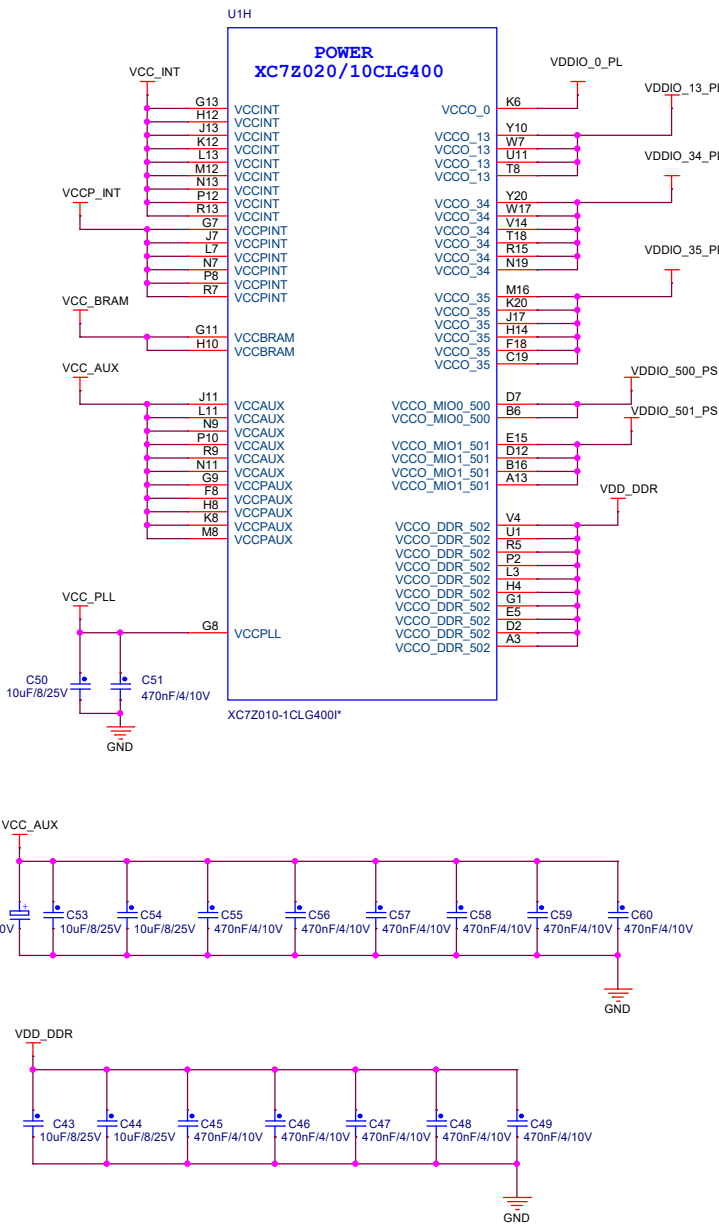 U1H
POWER
XC7Z020/10CLG400
VCC_INT
VCCP_INT
VCC_BRAM
VCC_AUX
VCC_PLL
G13 VCCINT
H12 VCCINT
J13 VCCINT
K12 VCCINT
L13 VCCINT
M12 VCCINT
N13 VCCINT
P12 VCCINT
R13 VCCINT
G7 VCCPINT
J7 VCCPINT
L7 VCCPINT
N7 VCCPINT
P8 VCCPINT
R7 VCCPINT
G11 VCCBRAM
H10 VCCBRAM
J11 VCCAUX
L11 VCCAUX
N9 VCCAUX
P10 VCCAUX
R9 VCCAUX
N11 VCCAUX
G9 VCCPAUX
F8 VCCPAUX
H8 VCCPAUX
K8 VCCPAUX
M8 VCCPAUX
G8 VCCPLL
VDDIO_0_PL
VCCO_0 K6
VDDIO_13_PL
VCCO_13 Y10
VCCO_13 W7
VCCO_13 U11
VCCO_13 T8
VDDIO_34_PL
VCCO_34 Y20
VCCO_34 W17
VCCO_34 V14
VCCO_34 T18
VCCO_34 R15
VCCO_34 N19
VDDIO_35_PL
VCCO_35 M16
VCCO_35 K20
VCCO_35 J17
VCCO_35 H14
VCCO_35 F18
VCCO_35 C19
VDDIO_500_PS
VCCO_MIO0_500 D7
VCCO_MIO0_500 B6
VDDIO_501_PS
VCCO_MIO1_501 E15
VCCO_MIO1_501 D12
VCCO_MIO1_501 B16
VCCO_MIO1_501 A13
VDD_DDR
VCCO_DDR_502 V4
VCCO_DDR_502 U1
VCCO_DDR_502 R5
VCCO_DDR_502 P2
VCCO_DDR_502 L3
VCCO_DDR_502 H4
VCCO_DDR_502 G1
VCCO_DDR_502 E5
VCCO_DDR_502 D2
VCCO_DDR_502 A3
C50
10uF/8/25V
C51
470nF/4/10V
GND
XC7Z010-1CLG400I*
VCC_AUX
0V
C53
10uF/8/25V
C54
10uF/8/25V
C55
470nF/4/10V
C56
470nF/4/10V
C57
470nF/4/10V
C58
470nF/4/10V
C59
470nF/4/10V
C60
470nF/4/10V
GND
VDD_DDR
C43
10uF/8/25V
C44
10uF/8/25V
C45
470nF/4/10V
C46
470nF/4/10V
C47
470nF/4/10V
C48
470nF/4/10V
C49
470nF/4/10V
GND